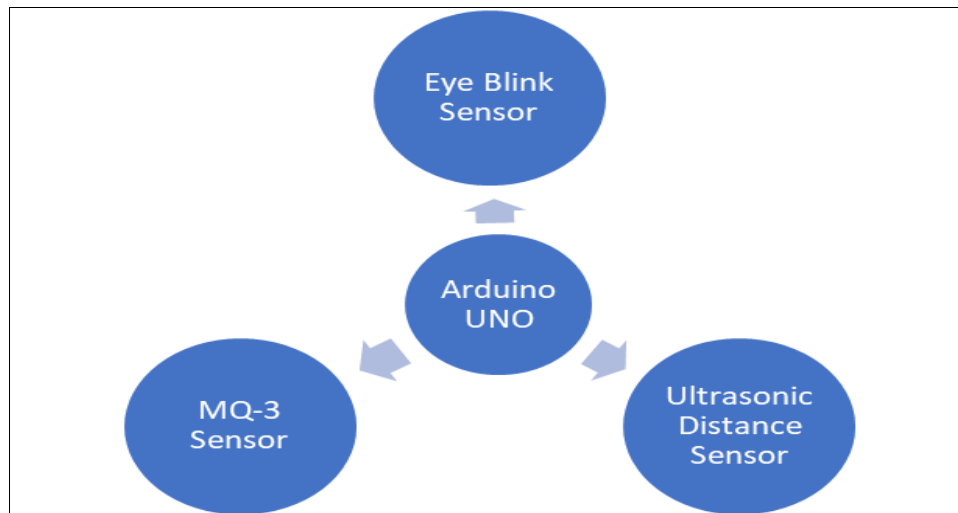 Eye Blink
Sensor
Arduino
UNO
MQ-3
Sensor
Ultrasonic
Distance
Sensor